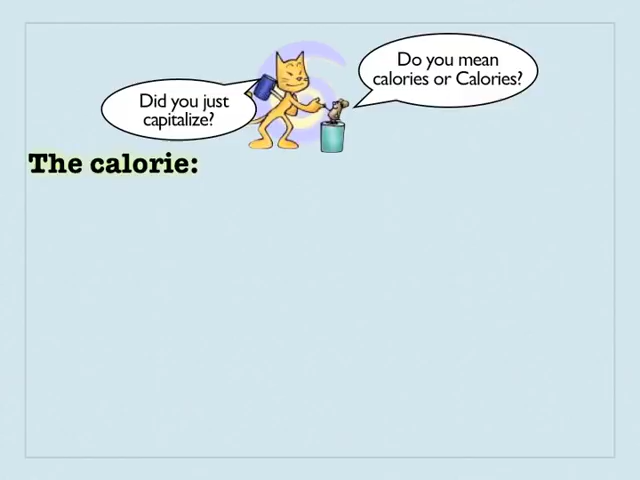 Did you just
capitalize?
Do you mean
calories or Calories?
The calorie: